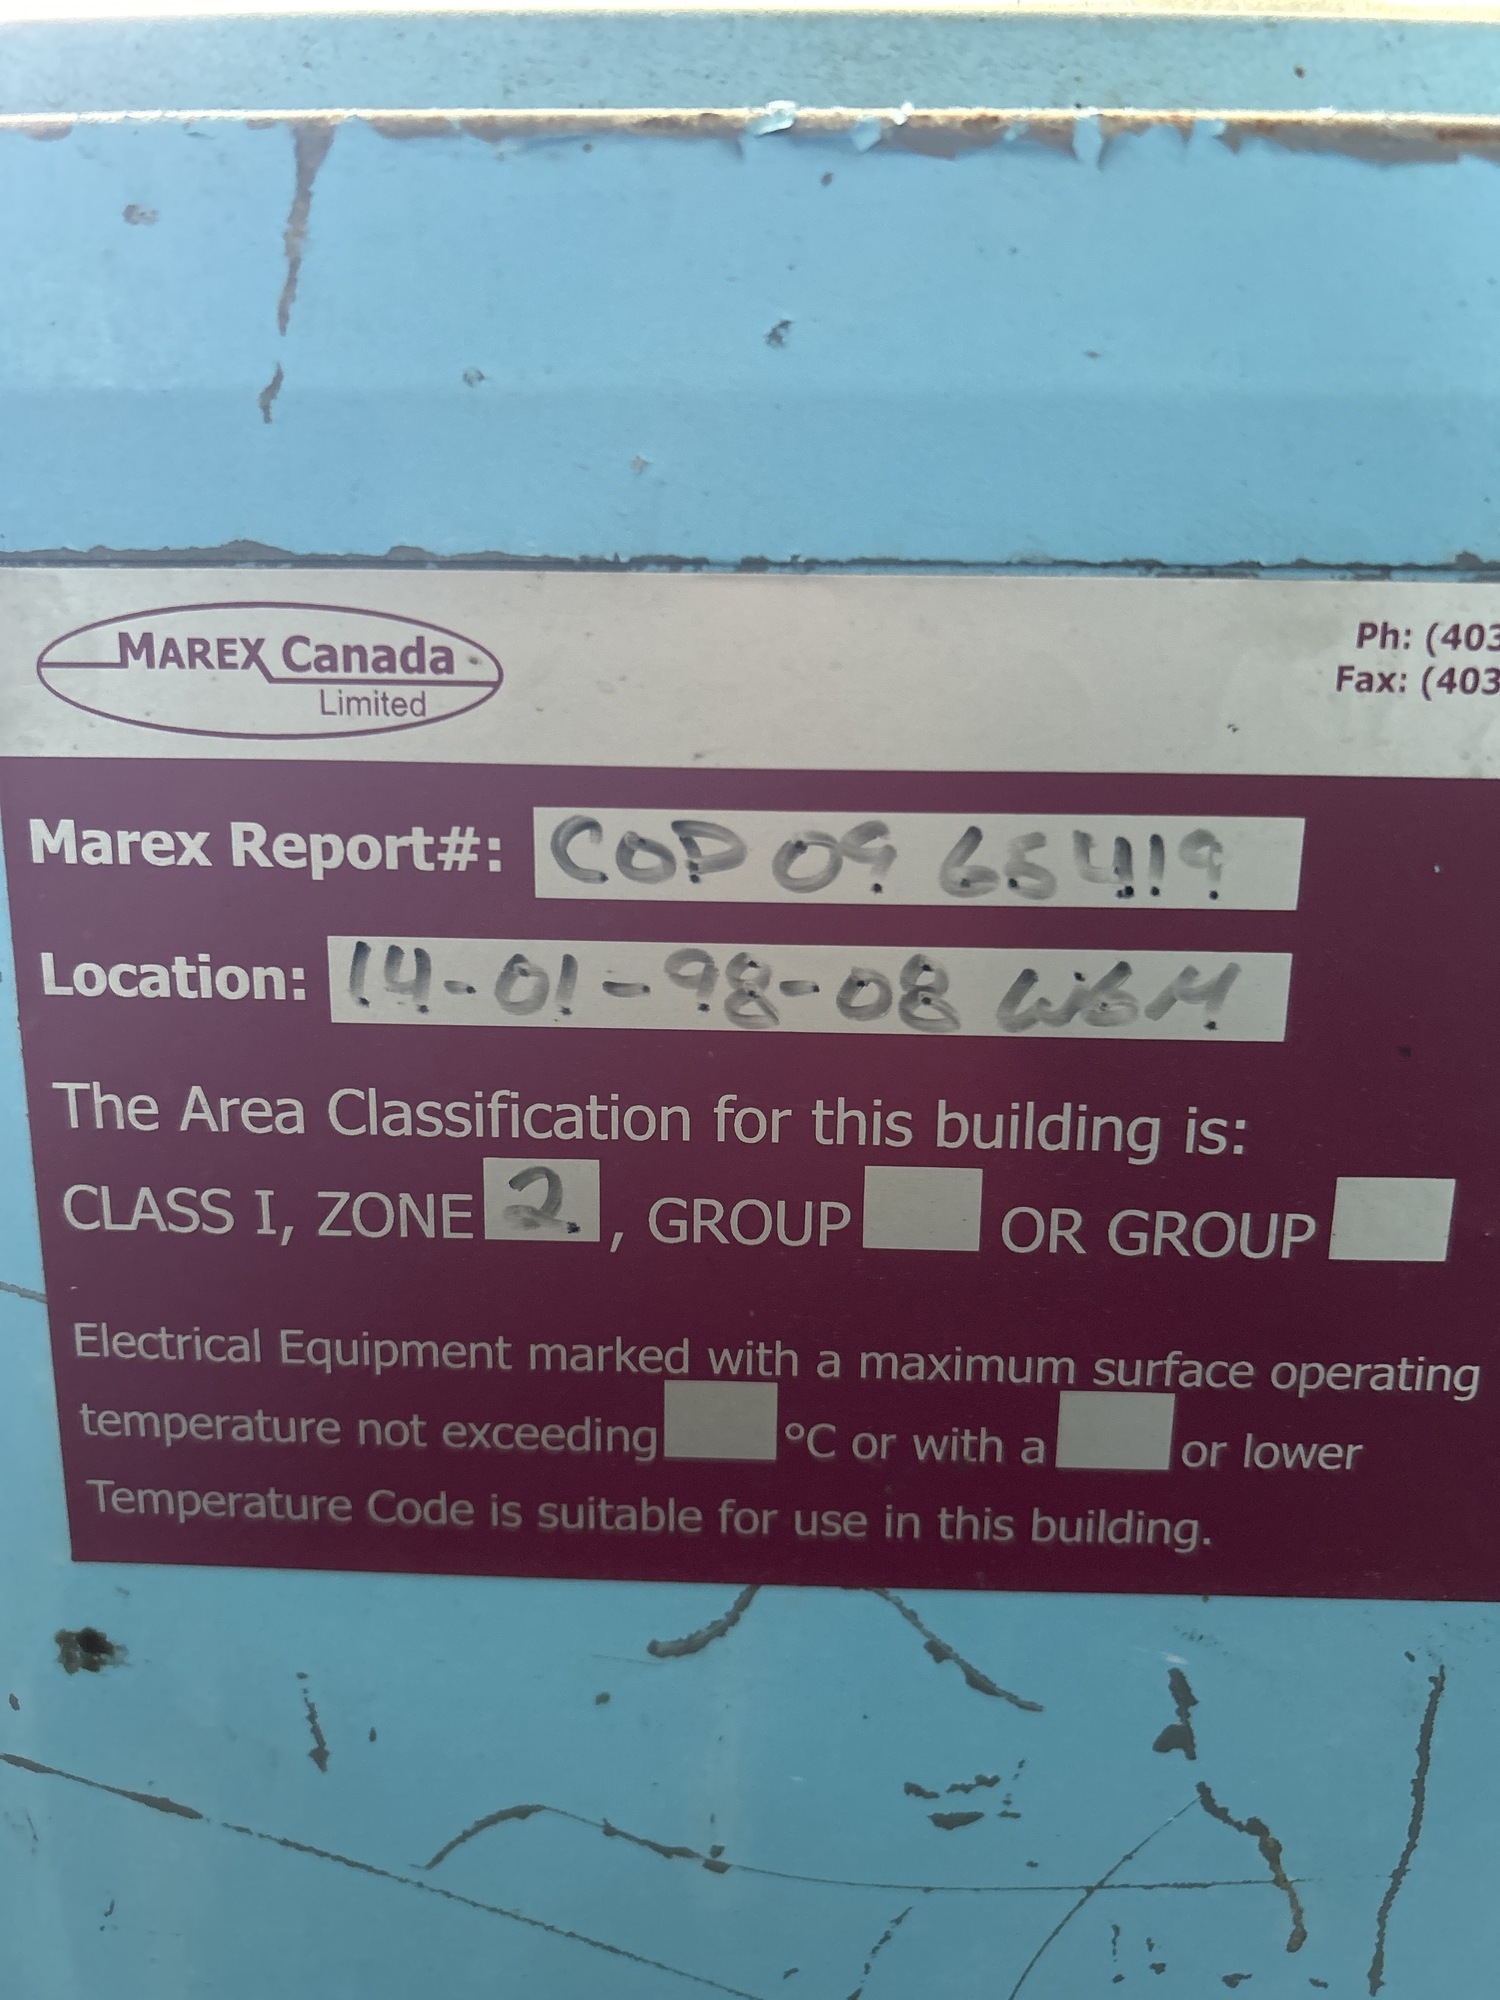 MAREX Canada
Limited
Ph: (403
Fax: (403
Marex Report#: COP 09 65419
Location: 14-01-98-08 W6M
The Area Classification for this building is:
CLASS I, ZONE 2, GROUP OR GROUP
Electrical Equipment marked with a maximum surface operating
temperature not exceeding °C or with a or lower
Temperature Code is suitable for use in this building.